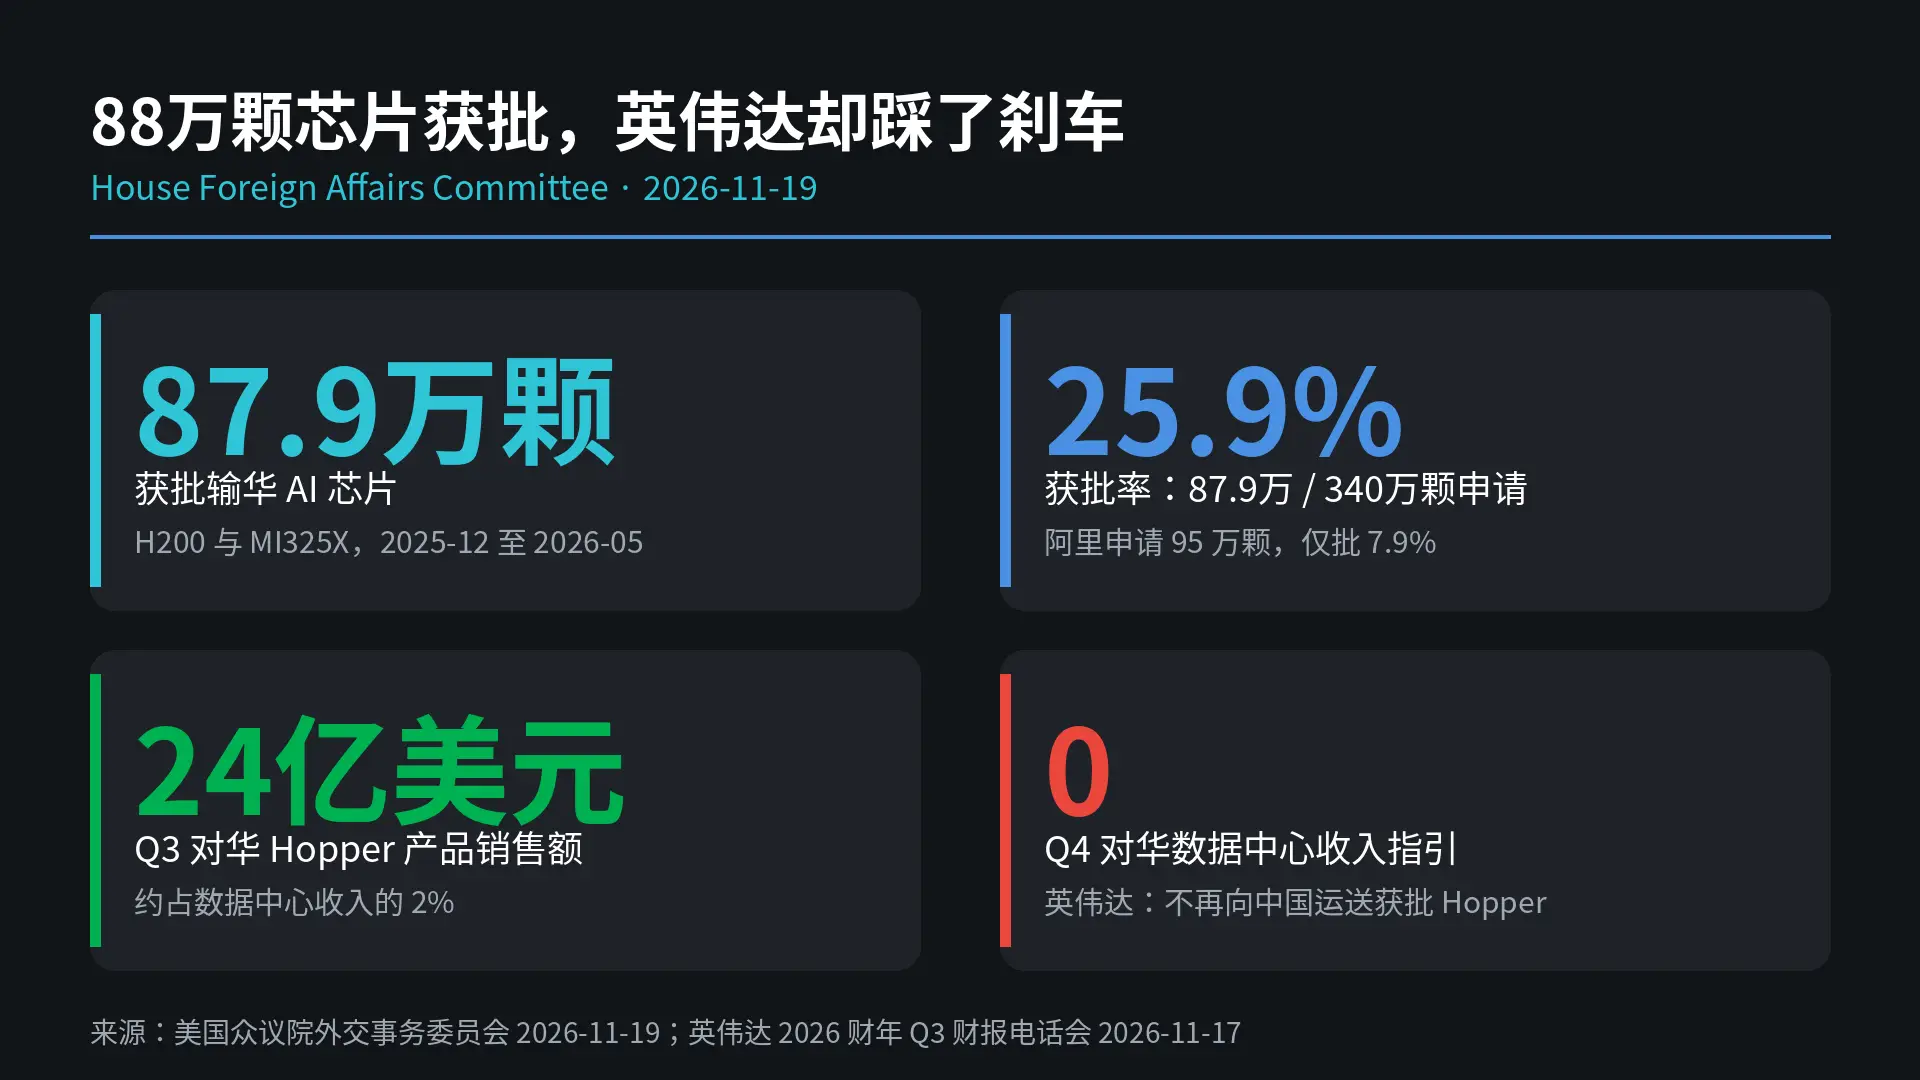 88万颗芯片获批，英伟达却踩了刹车
House Foreign Affairs Committee · 2026-11-19
87.9万颗
获批输华 AI 芯片
H200 与 MI325X，2025-12 至 2026-05
25.9%
获批率：87.9万 / 340万颗申请
阿里申请 95 万颗，仅批 7.9%
24亿美元
Q3 对华 Hopper 产品销售额
约占数据中心收入的 2%
0
Q4 对华数据中心收入指引
英伟达：不再向中国运送获批 Hopper
来源：美国众议院外交事务委员会 2026-11-19；英伟达 2026 财年 Q3 财报电话会 2026-11-17